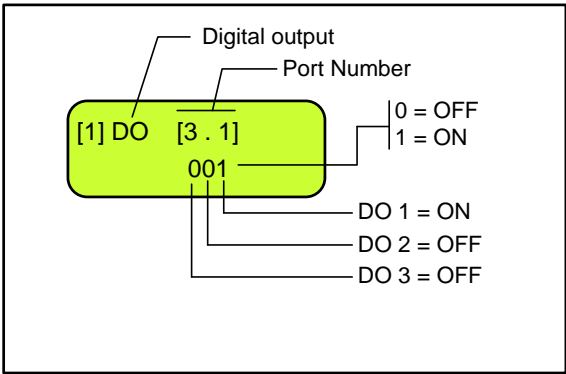 Digital output
Port Number
[1] DO [3 . 1]
001
0 = OFF
1 = ON
DO 1 = ON
DO 2 = OFF
DO 3 = OFF